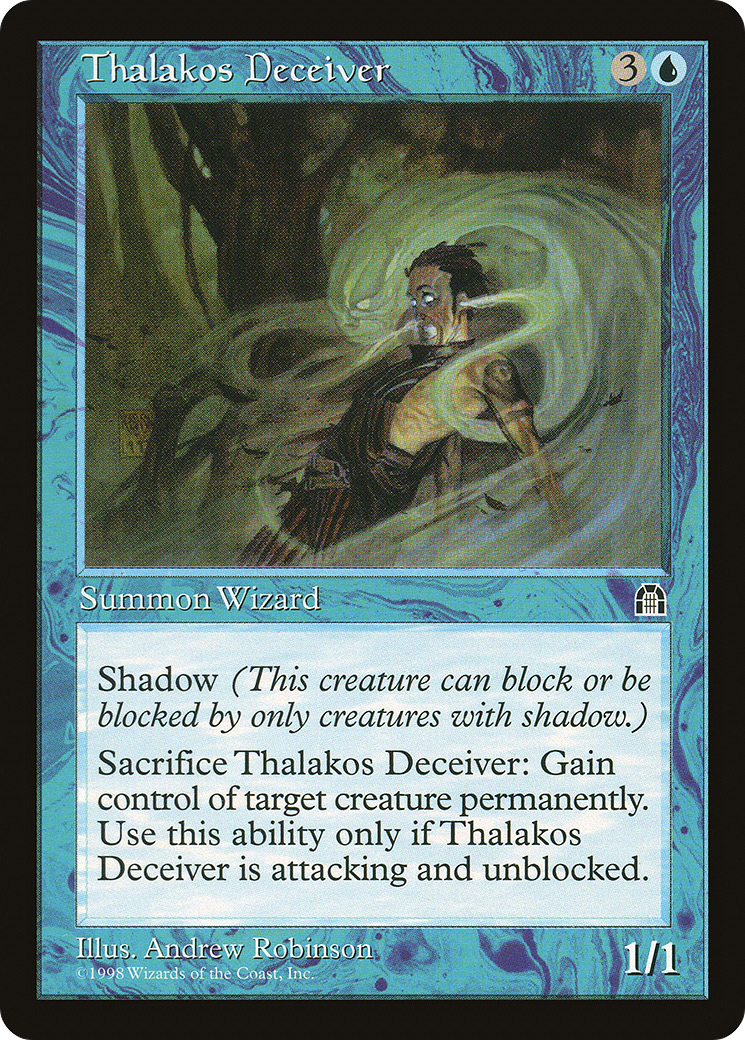 Thalakos Deceiver 3
Summon Wizard
Shadow (This creature can block or be
blocked by only creatures with shadow.)
Sacrifice Thalakos Deceiver: Gain
control of target creature permanently.
Use this ability only if Thalakos
Deceiver is attacking and unblocked.
Illus. Andrew Robinson
©1998 Wizards of the Coast, Inc.
1/1